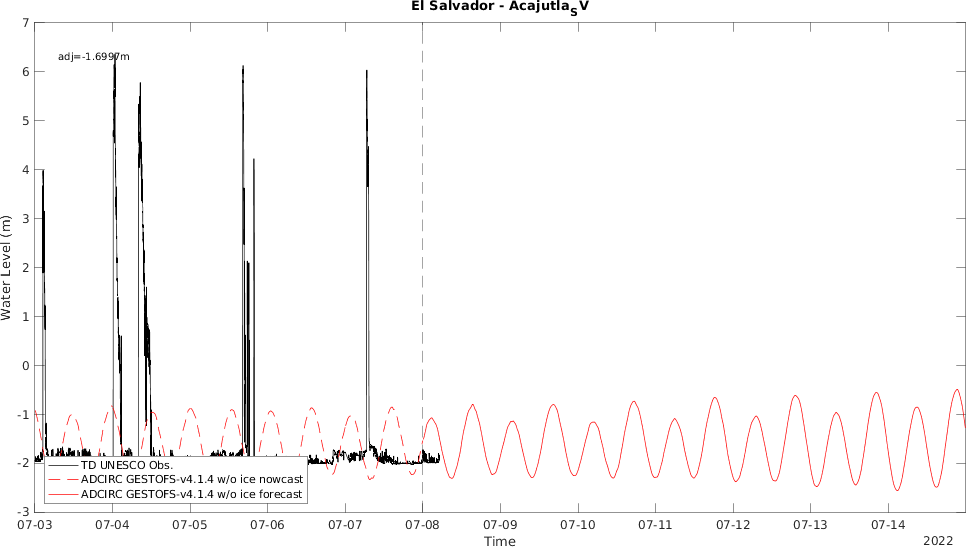 El Salvador - AcajutlaSV
7
adj=-1.6997m
6
5
4
3
2
1
0
-1
-2
-3
Water Level (m)
TD UNESCO Obs.
ADCIRC GESTOFS-v4.1.4 w/o ice nowcast
ADCIRC GESTOFS-v4.1.4 w/o ice forecast
07-03 07-04 07-05 07-06 07-07 07-08 07-09 07-10 07-11 07-12 07-13 07-14
Time
2022